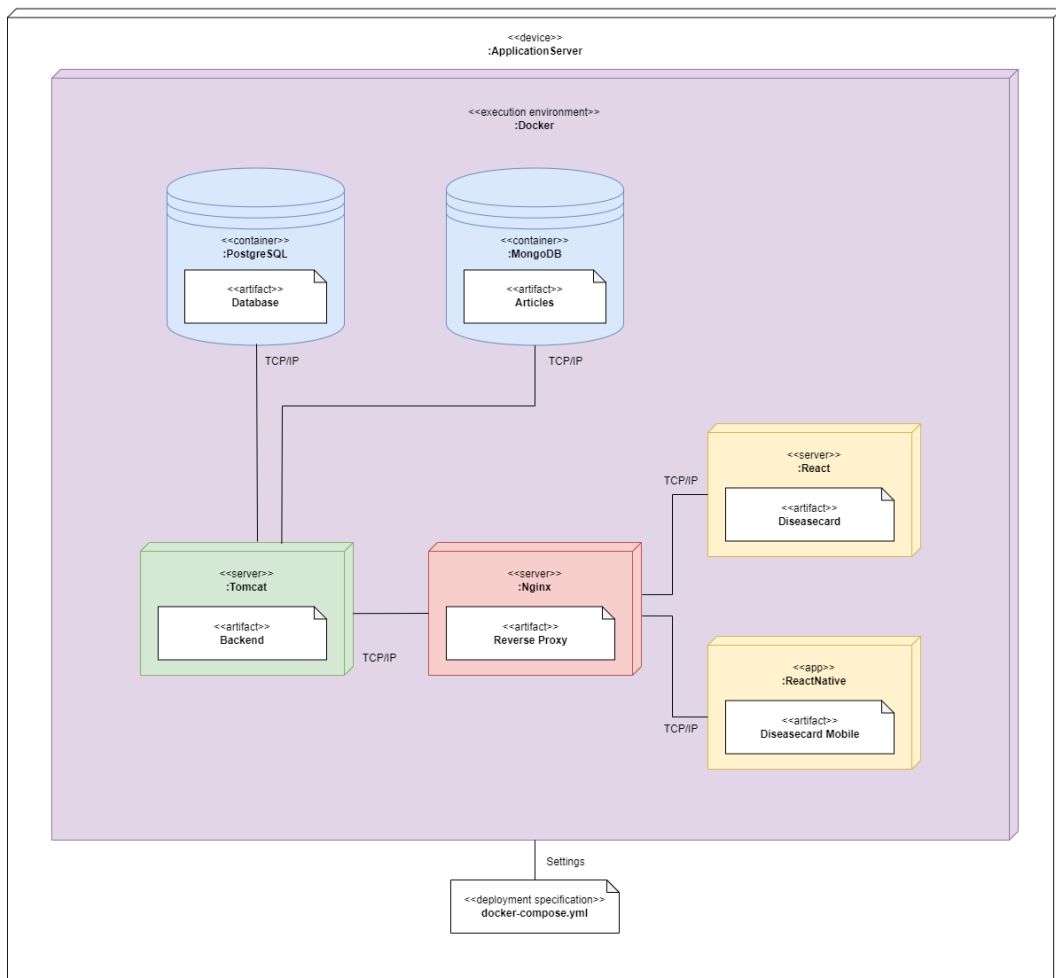 <<device>>
:ApplicationServer
<<execution environment>>
:Docker
<<container>>
:PostgreSQL
<<artifact>>
Database
TCP/IP
<<container>>
:MongoDB
<<artifact>>
Articles
TCP/IP
<<server>>
:React
<<artifact>>
Diseasecard
TCP/IP
<<server>>
:Tomcat
<<artifact>>
Backend
TCP/IP
<<server>>
:Nginx
<<artifact>>
Reverse Proxy
<<app>>
:ReactNative
<<artifact>>
Diseasecard Mobile
TCP/IP
Settings
<<deployment specification>>
docker-compose.yml